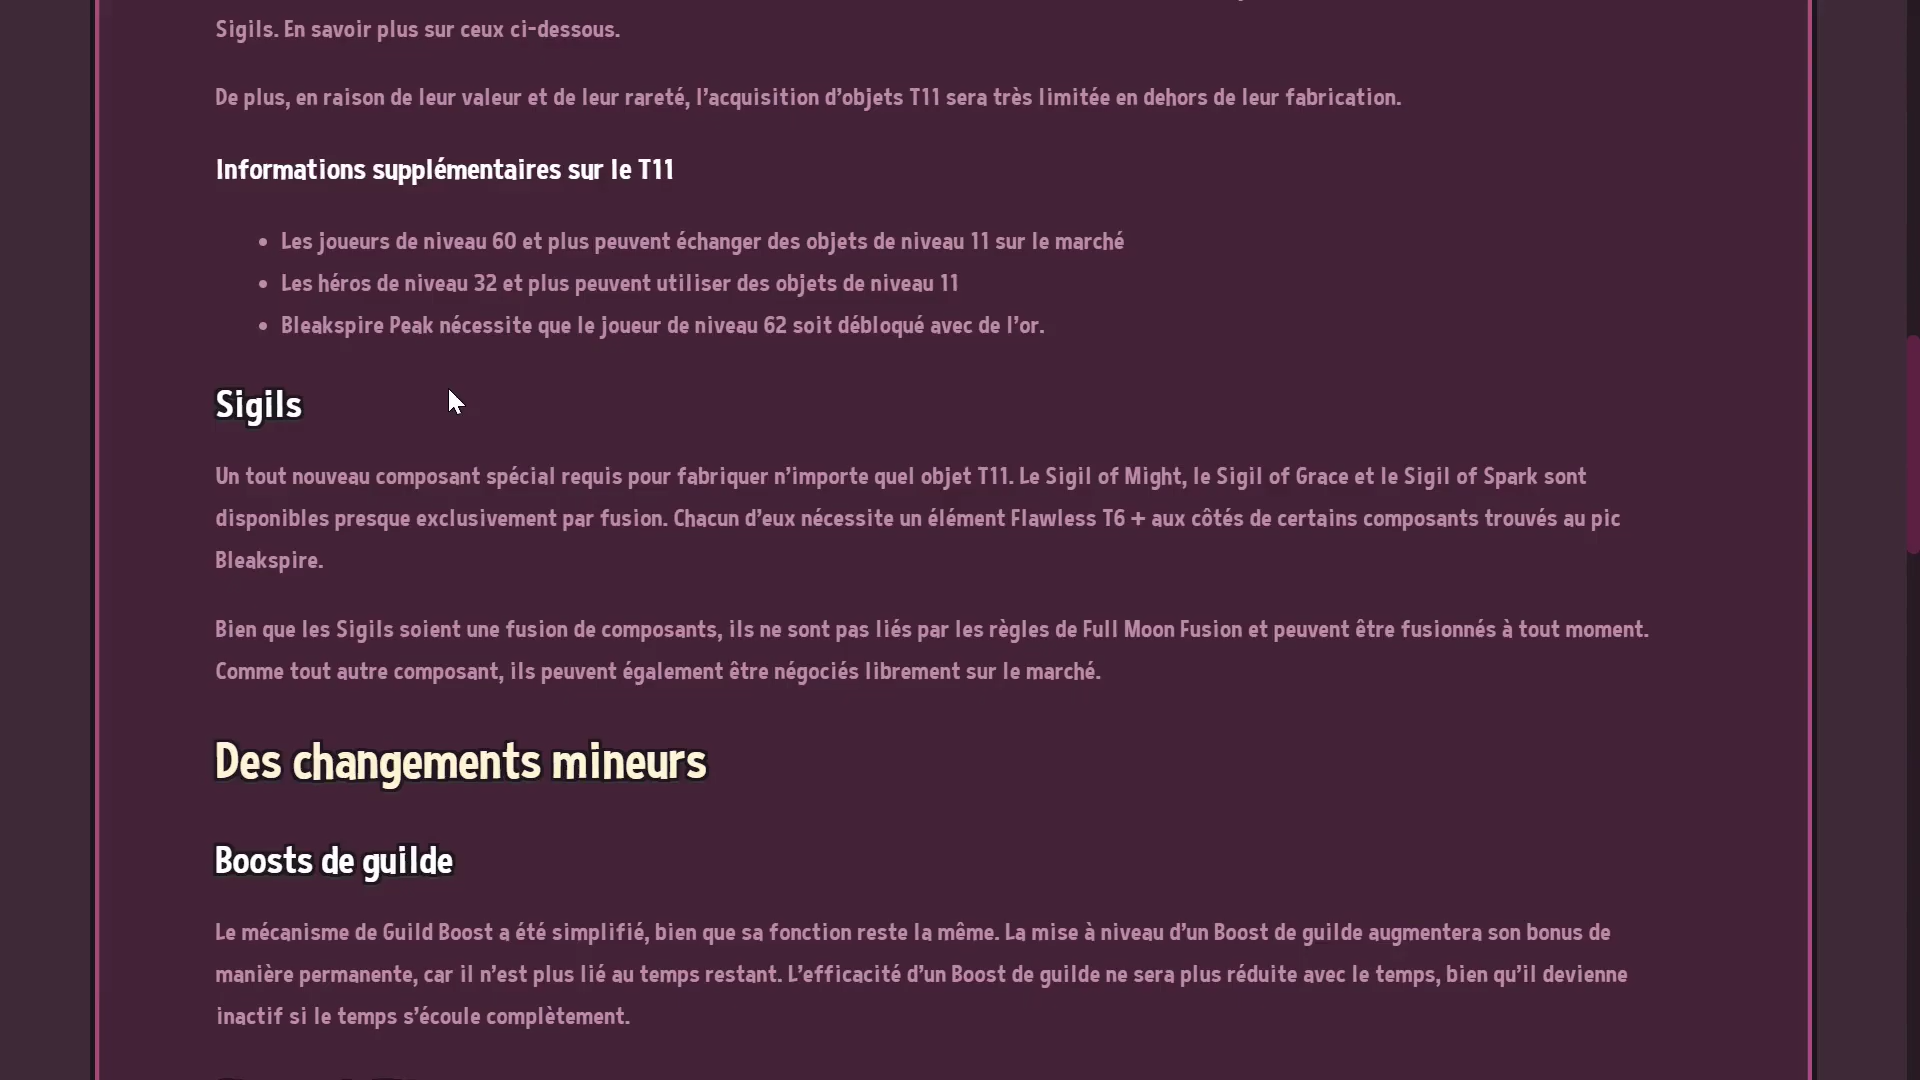 Sigils. En savoir plus sur ceux ci-dessous.
De plus, en raison de leur valeur et de leur rareté, l’acquisition d’objets T11 sera très limitée en dehors de leur fabrication.
Informations supplémentaires sur le T11
• Les joueurs de niveau 60 et plus peuvent échanger des objets de niveau 11 sur le marché
• Les héros de niveau 32 et plus peuvent utiliser des objets de niveau 11
• Bleakspire Peak nécessite que le joueur de niveau 62 soit débloqué avec de l’or.
Sigils
Un tout nouveau composant spécial requis pour fabriquer n’importe quel objet T11. Le Sigil of Might, le Sigil of Grace et le Sigil of Spark sont
disponibles presque exclusivement par fusion. Chacun d’eux nécessite un élément Flawless T6 + aux côtés de certains composants trouvés au pic
Bleakspire.
Bien que les Sigils soient une fusion de composants, ils ne sont pas liés par les règles de Full Moon Fusion et peuvent être fusionnés à tout moment.
Comme tout autre composant, ils peuvent également être négociés librement sur le marché.
Des changements mineurs
Boosts de guilde
Le mécanisme de Guild Boost a été simplifié, bien que sa fonction reste la même. La mise à niveau d’un Boost de guilde augmentera son bonus de
manière permanente, car il n’est plus lié au temps restant. L’efficacité d’un Boost de guilde ne sera plus réduite avec le temps, bien qu’il devienne
inactif si le temps s’écoule complètement.